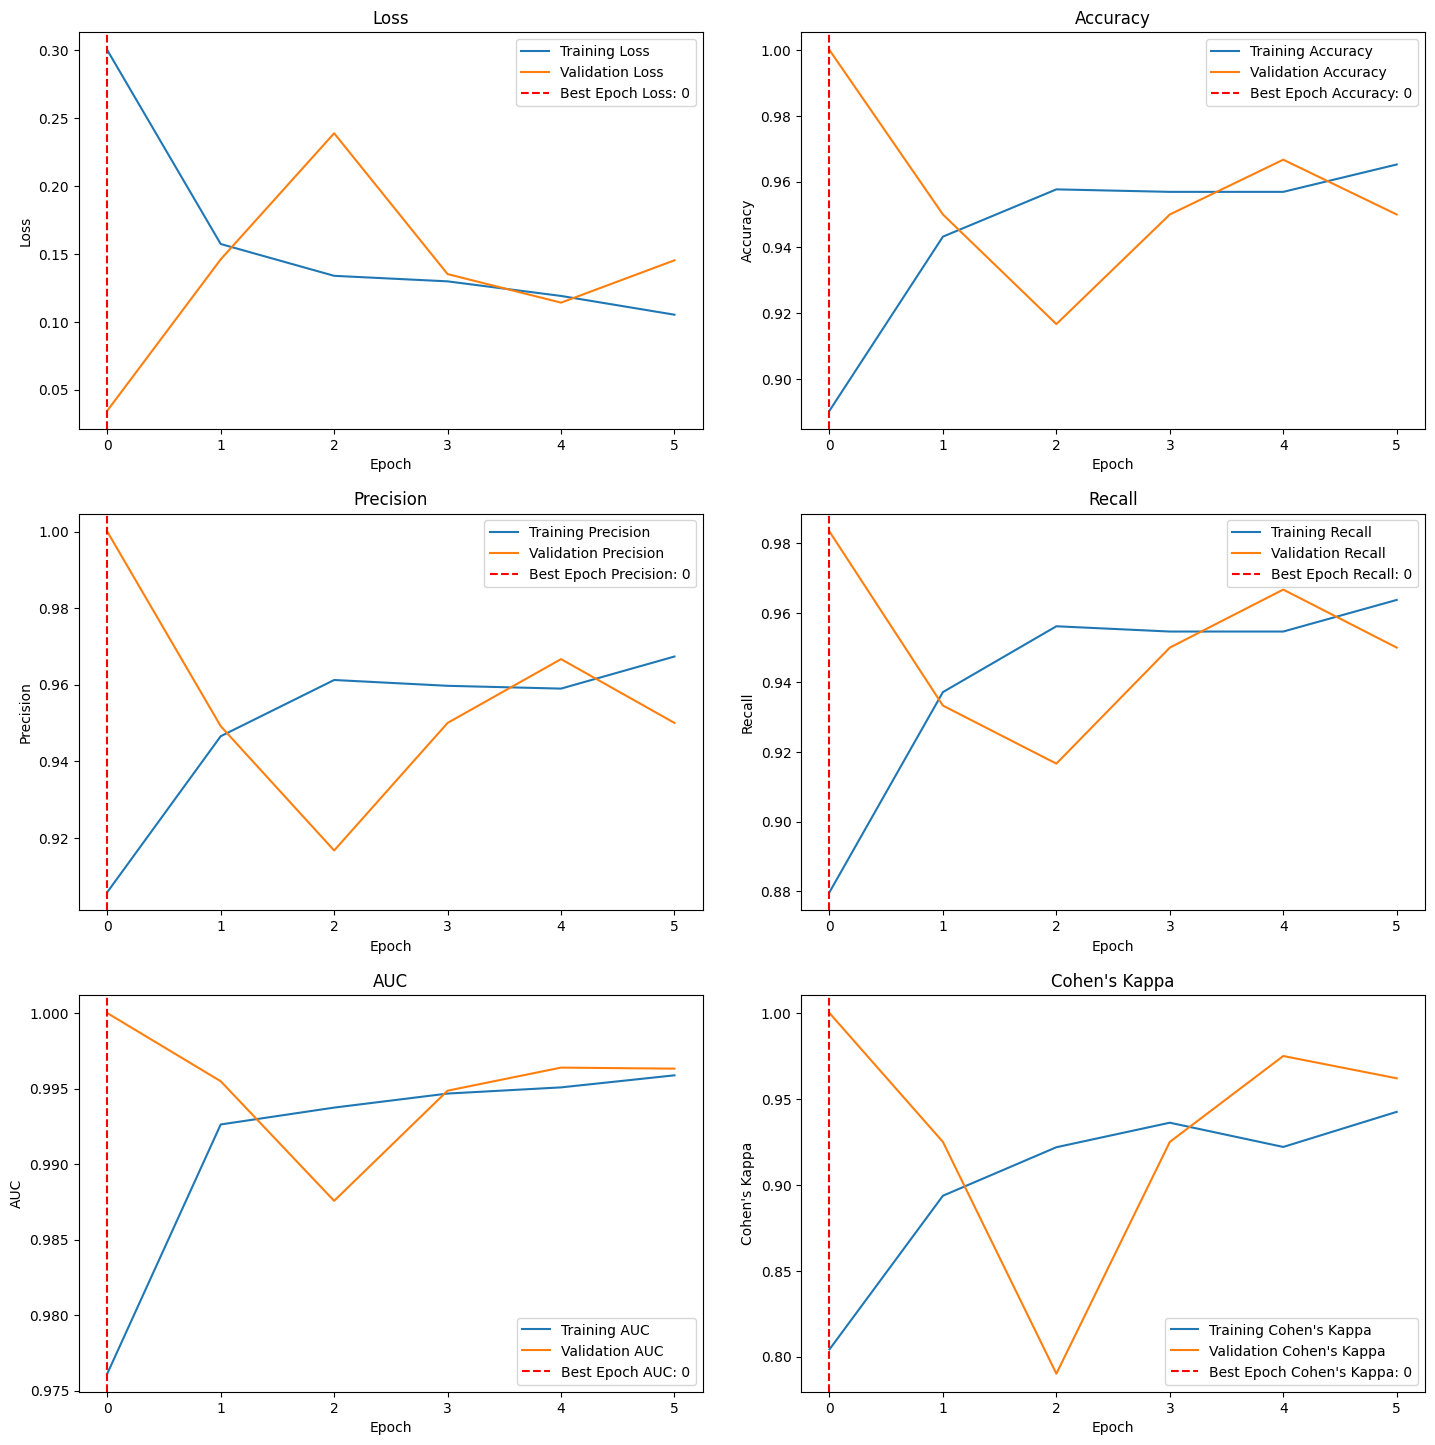 Loss
0.30
0.25
0.20
0.15
0.10
0.05
Loss
Training Loss
Validation Loss
Best Epoch Loss: 0
0 1 2 3 4 5
Epoch
Accuracy
1.00
0.98
0.96
0.94
0.92
0.90
Accuracy
Training Accuracy
Validation Accuracy
Best Epoch Accuracy: 0
0 1 2 3 4 5
Epoch
Precision
1.00
0.98
0.96
0.94
0.92
Precision
Training Precision
Validation Precision
Best Epoch Precision: 0
0 1 2 3 4 5
Epoch
Recall
0.98
0.96
0.94
0.92
0.90
0.88
Recall
Training Recall
Validation Recall
Best Epoch Recall: 0
0 1 2 3 4 5
Epoch
AUC
1.000
0.995
0.990
0.985
0.980
0.975
AUC
Training AUC
Validation AUC
Best Epoch AUC: 0
0 1 2 3 4 5
Epoch
Cohen's Kappa
1.00
0.95
0.90
0.85
0.80
Cohen's Kappa
Training Cohen's Kappa
Validation Cohen's Kappa
Best Epoch Cohen's Kappa: 0
0 1 2 3 4 5
Epoch